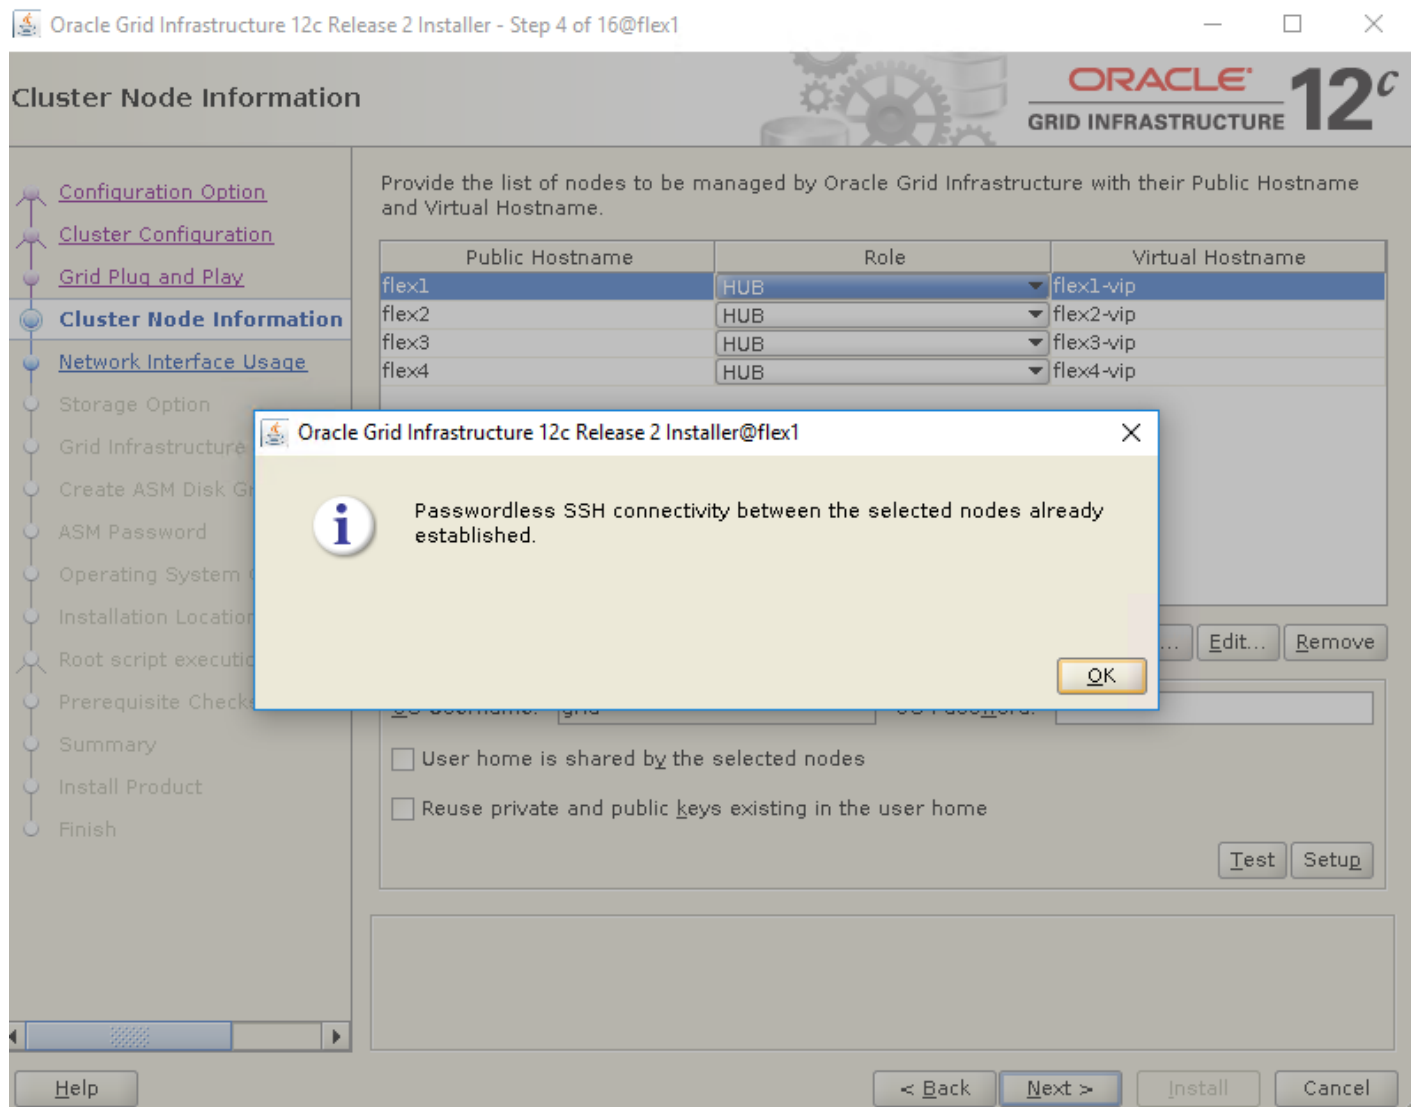 Oracle Grid Infrastructure 12c Release 2 Installer - Step 4 of 16@flex1
Cluster Node Information
ORACLE
GRID INFRASTRUCTURE
12c
Configuration Option
Cluster Configuration
Grid Plug and Play
Cluster Node Information
Network Interface Usage
Storage Option
Grid Infrastructure
Create ASM Disk Gr
ASM Password
Operating System
Installation Location
Root script executio
Prerequisite Checks
Summary
Install Product
Finish
Provide the list of nodes to be managed by Oracle Grid Infrastructure with their Public Hostname
and Virtual Hostname.
Public Hostname Role Virtual Hostname
flex1 HUB flex1-vip
flex2 HUB flex2-vip
flex3 HUB flex3-vip
flex4 HUB flex4-vip
Oracle Grid Infrastructure 12c Release 2 Installer@flex1
Passwordless SSH connectivity between the selected nodes already
established.
OK
... Edit... Remove
OS Username: grid OS Password:
User home is shared by the selected nodes
Reuse private and public keys existing in the user home
Test Setup
Help < Back Next > Install Cancel